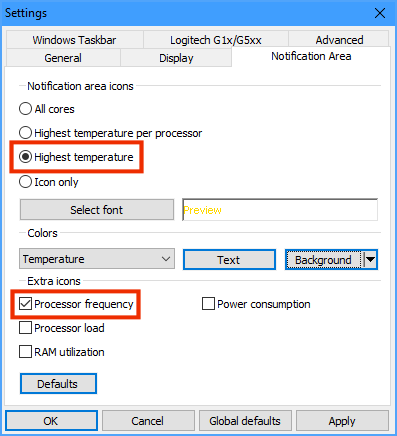 Settings
Windows Taskbar Logitech G1x/G5xx Advanced
General Display Notification Area
Notification area icons
All cores
Highest temperature per processor
Highest temperature
Icon only
Select font Preview
Colors
Temperature Text Background
Extra icons
Processor frequency Power consumption
Processor load
RAM utilization
Defaults
OK Cancel Global defaults Apply